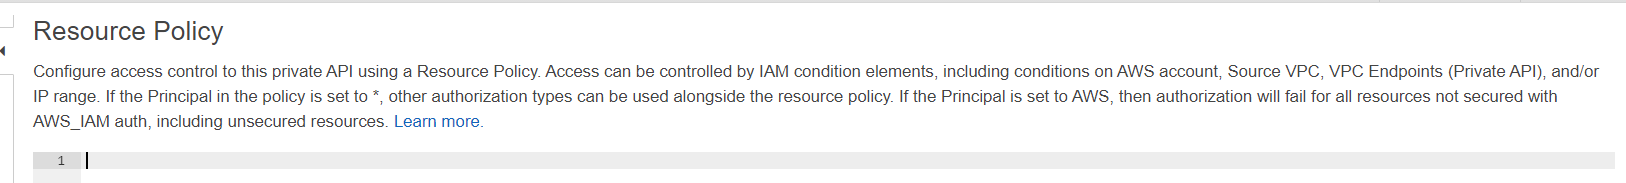 Resource Policy
Configure access control to this private API using a Resource Policy. Access can be controlled by IAM condition elements, including conditions on AWS account, Source VPC, VPC Endpoints (Private API), and/or
IP range. If the Principal in the policy is set to *, other authorization types can be used alongside the resource policy. If the Principal is set to AWS, then authorization will fail for all resources not secured with
AWS_IAM auth, including unsecured resources. Learn more.
1